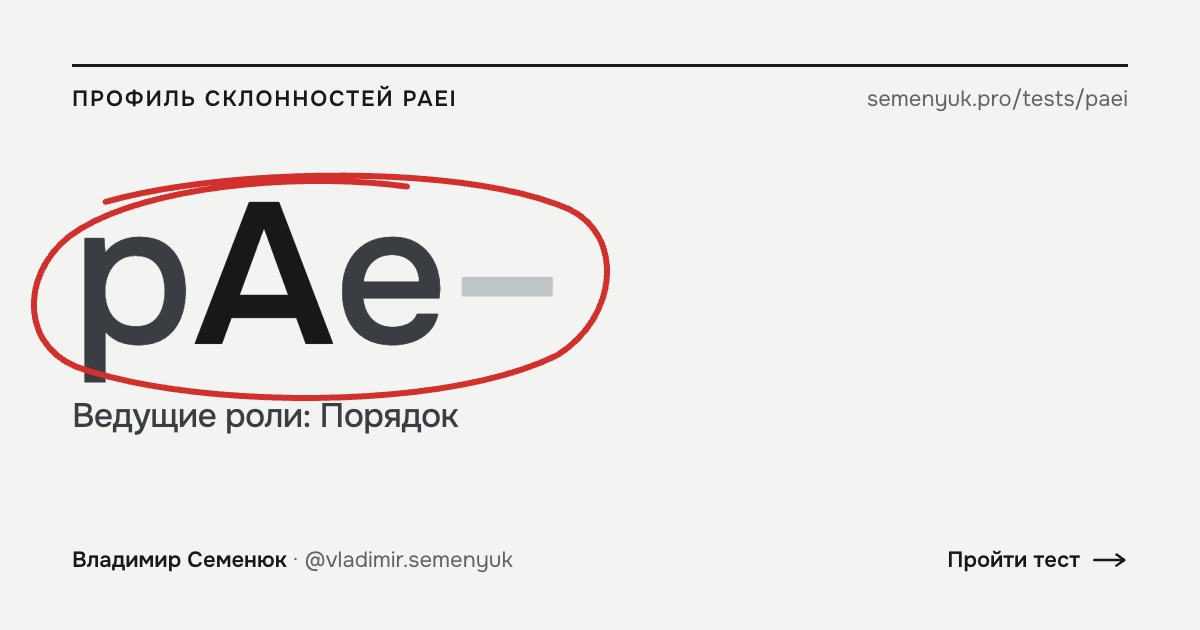 ПРОФИЛЬ СКЛОННОСТЕЙ PAEI
semenyuk.pro/tests/paei
pAe–
Ведущие роли: Порядок
Владимир Семенюк · @vladimir.semenyuk
Пройти тест →